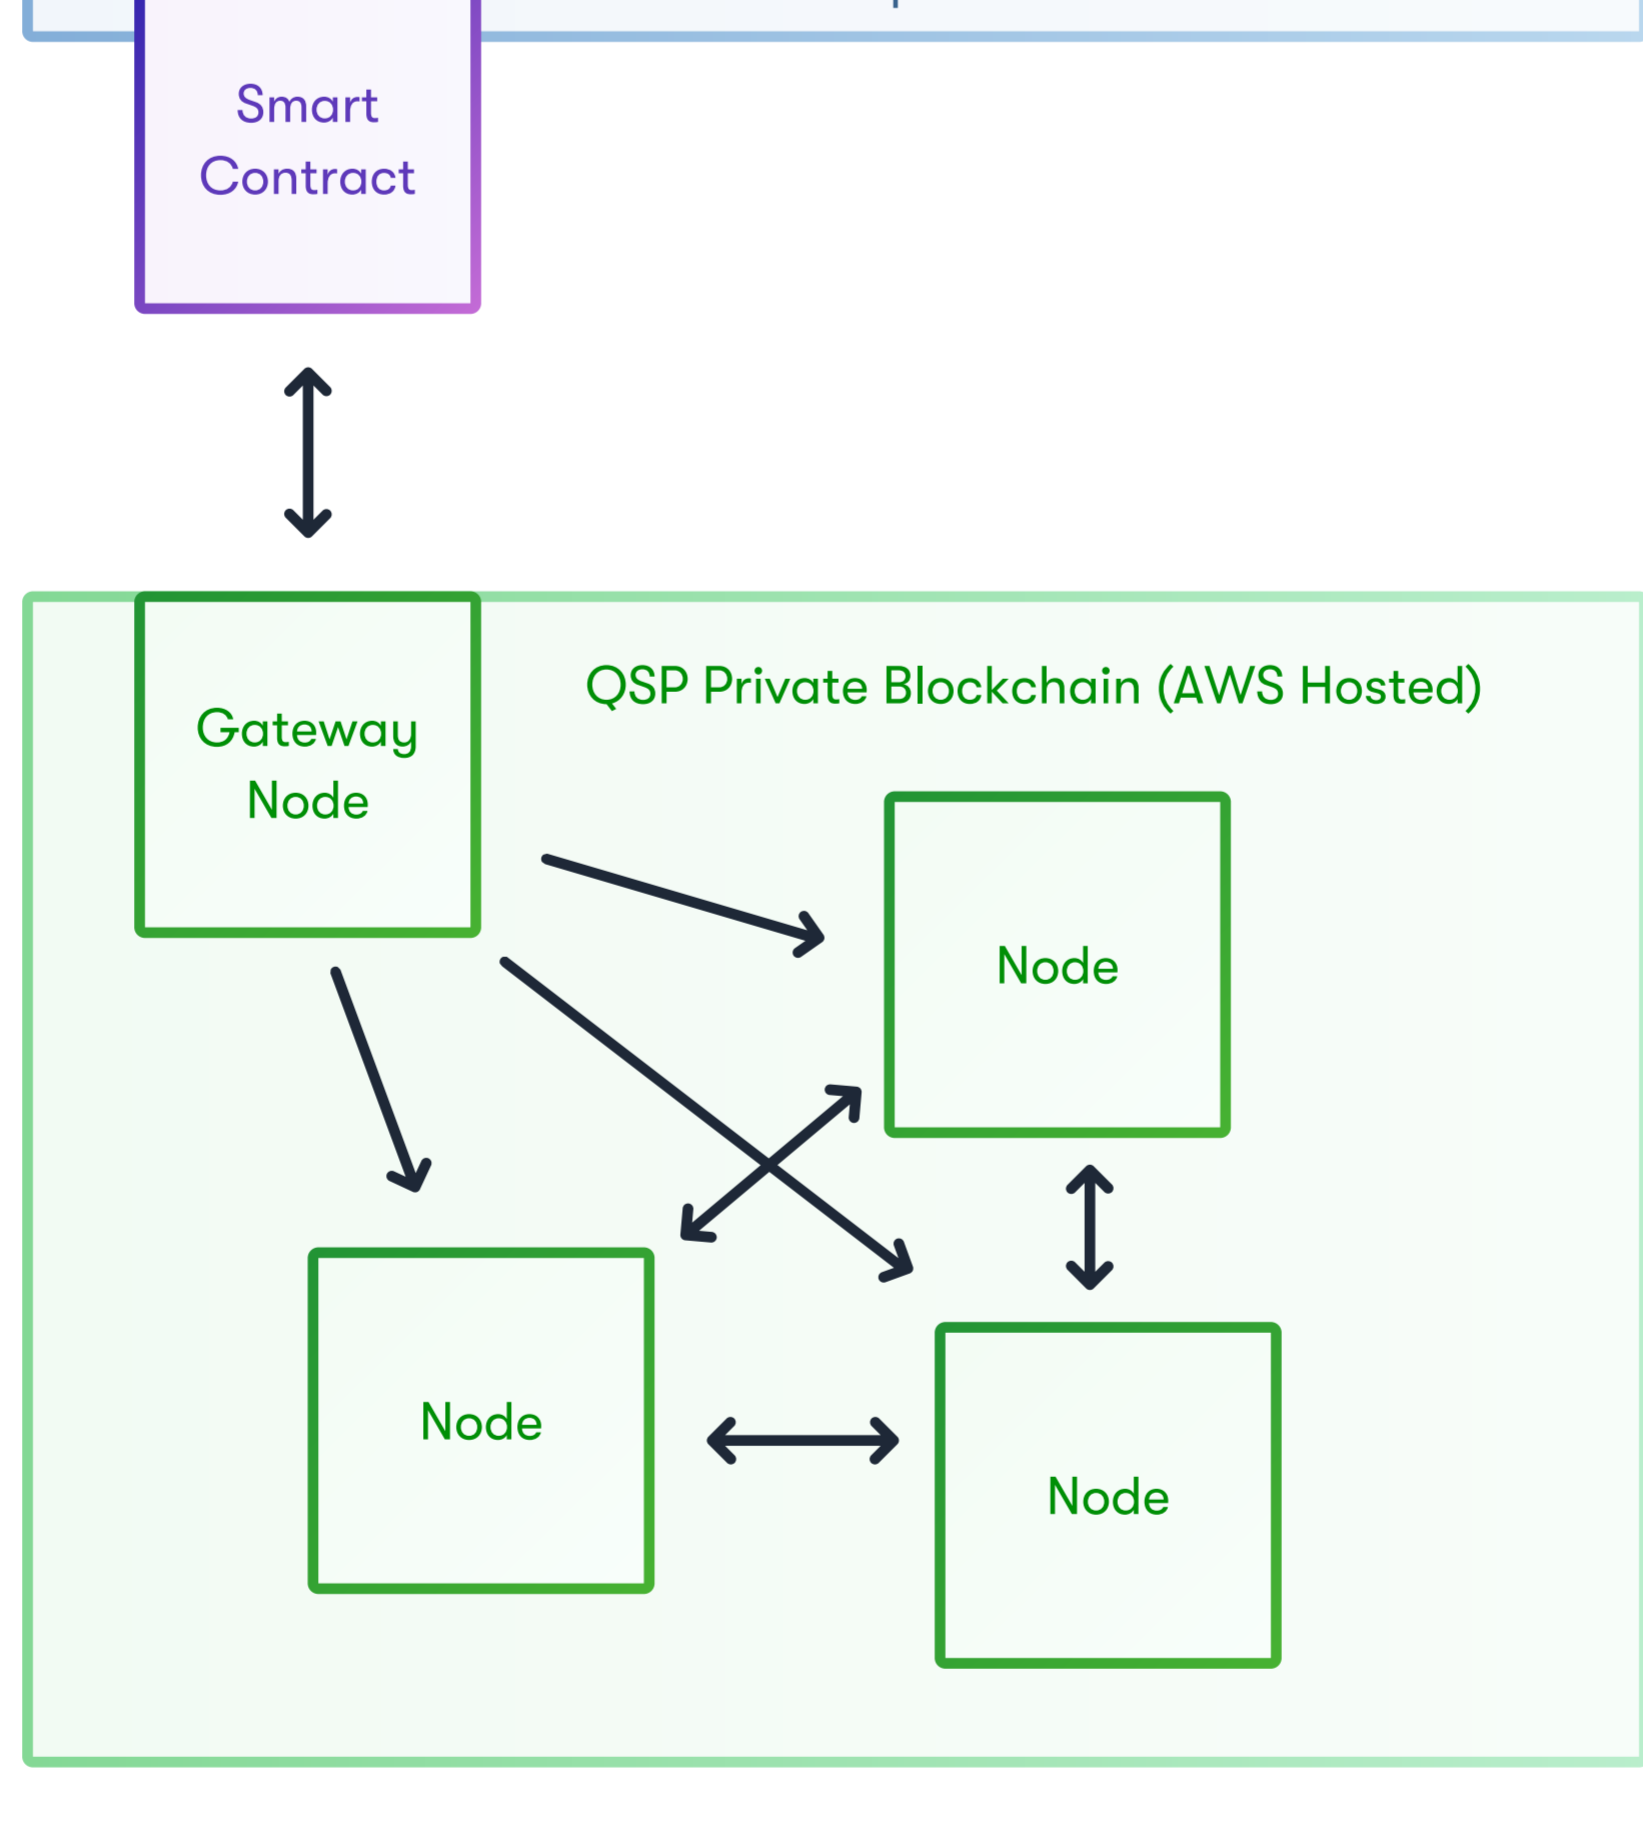 Smart
Contract
QSP Private Blockchain (AWS Hosted)
Gateway
Node
Node
Node
Node